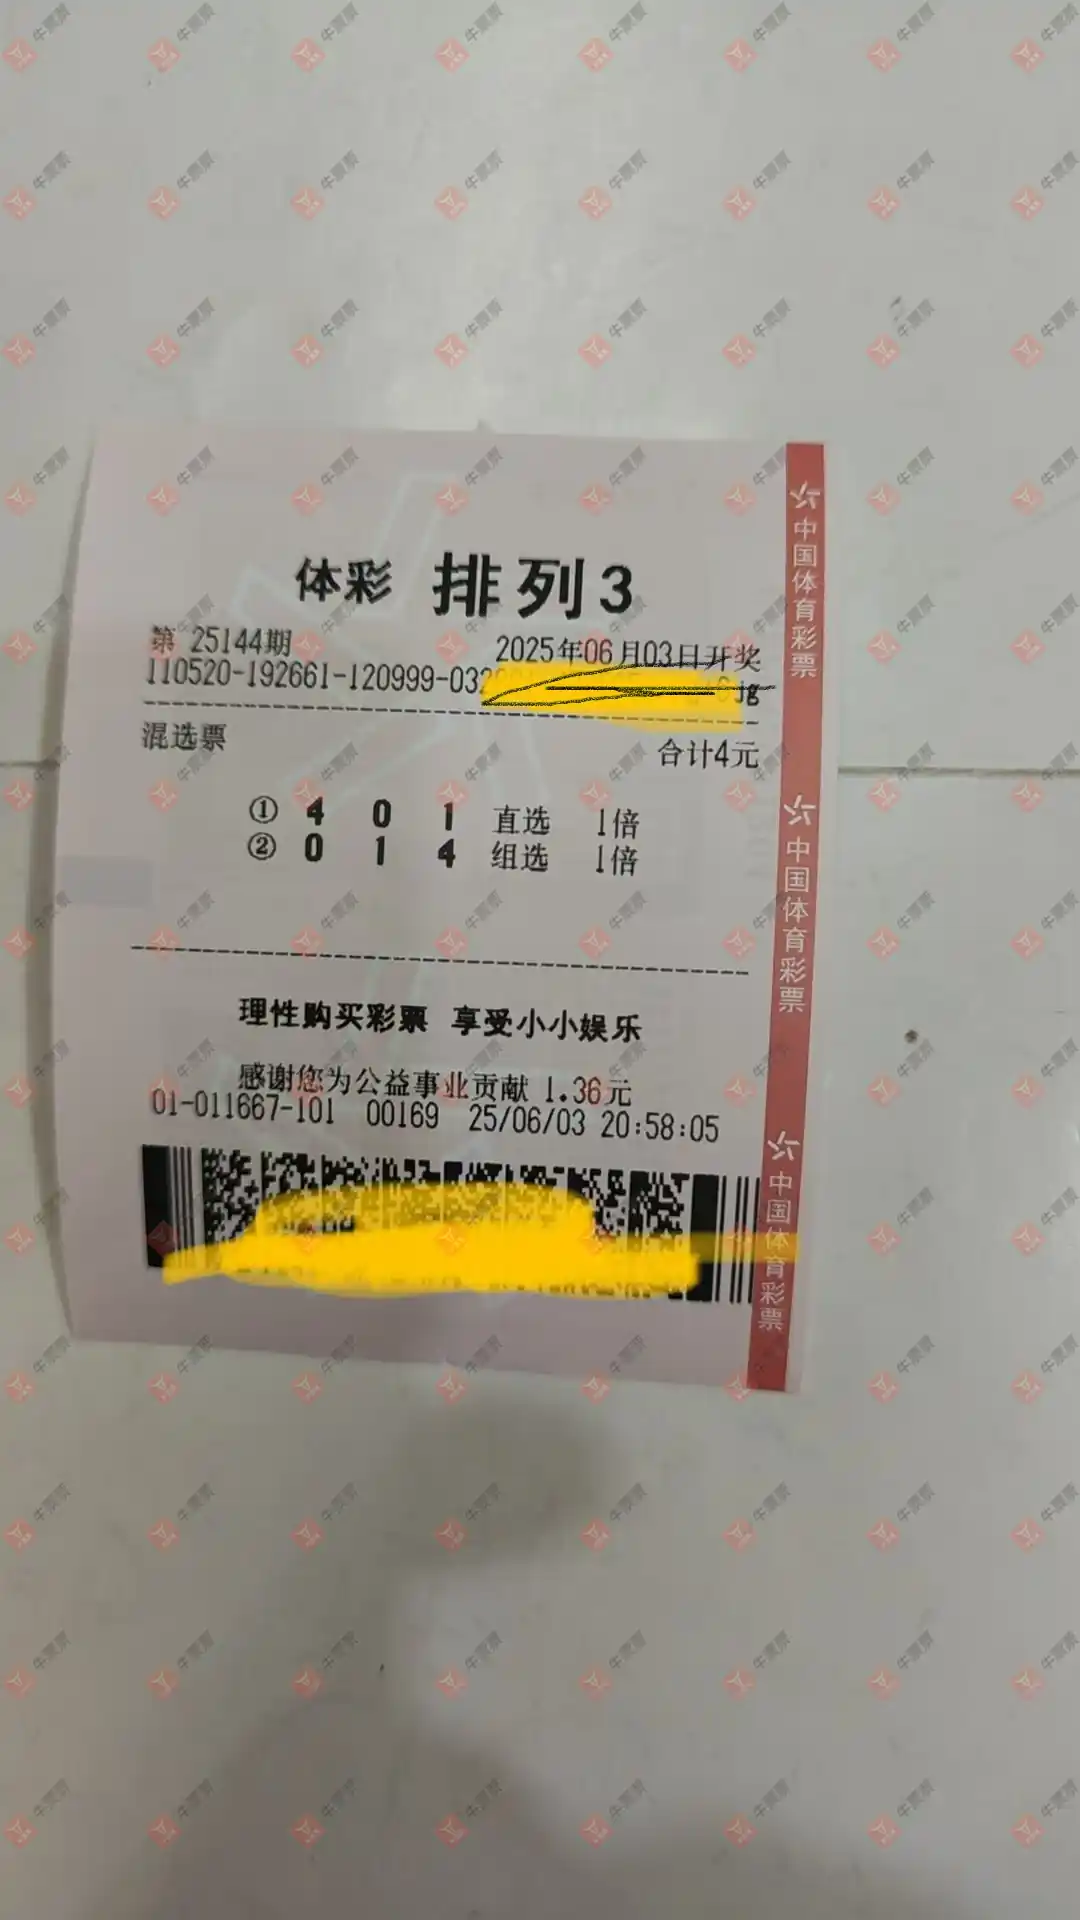 体彩 排列3
第 25144期 2025年06月03日开奖
110520-192661-120999-032 jg
混选票 合计4元
① 4 0 1 直选 1倍
② 0 1 4 组选 1倍
理性购买彩票 享受小小娱乐
感谢您为公益事业贡献 1.36元
01-011667-101 00169 25/06/03 20:58:05
中国体育彩票
中国体育彩票
中国体育彩票
牛票票